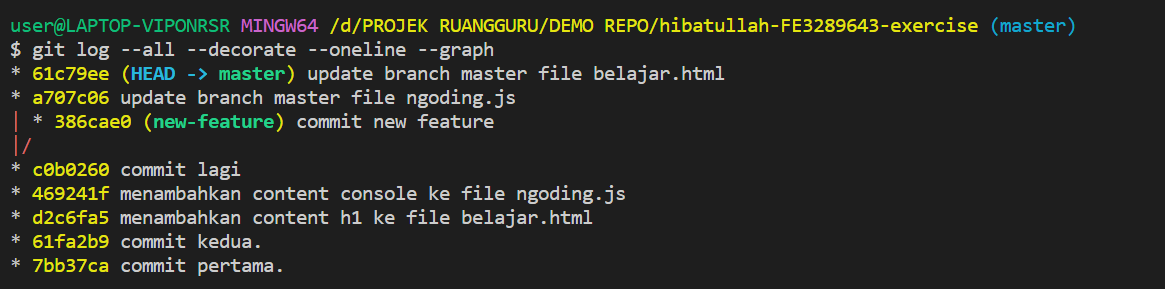 user@LAPTOP-VIPONRSR MINGW64 /d/PROJEK RUANGGURU/DEMO REPO/hibatullah-FE3289643-exercise (master)
$ git log --all --decorate --oneline --graph
* 61c79ee (HEAD -> master) update branch master file belajar.html
* a707c06 update branch master file ngoding.js
| * 386cae0 (new-feature) commit new feature
|/
* c0b0260 commit lagi
* 469241f menambahkan content console ke file ngoding.js
* d2c6fa5 menambahkan content h1 ke file belajar.html
* 61fa2b9 commit kedua.
* 7bb37ca commit pertama.